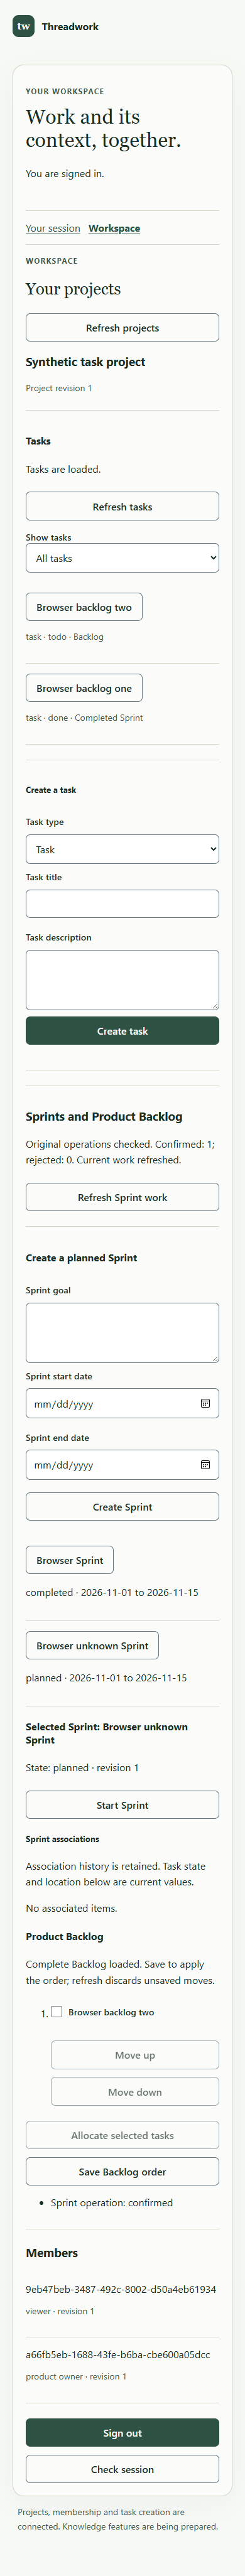 tw Threadwork
YOUR WORKSPACE
Work and its
context, together.
You are signed in.
Your session Workspace
WORKSPACE
Your projects
Refresh projects
Synthetic task project
Project revision 1
Tasks
Tasks are loaded.
Refresh tasks
Show tasks
All tasks
Browser backlog two
task · todo · Backlog
Browser backlog one
task · done · Completed Sprint
Create a task
Task type
Task
Task title
Task description
Create task
Sprints and Product Backlog
Original operations checked. Confirmed: 1;
rejected: 0. Current work refreshed.
Refresh Sprint work
Create a planned Sprint
Sprint goal
Sprint start date
mm/dd/yyyy
Sprint end date
mm/dd/yyyy
Create Sprint
Browser Sprint
completed · 2026-11-01 to 2026-11-15
Browser unknown Sprint
planned · 2026-11-01 to 2026-11-15
Selected Sprint: Browser unknown
Sprint
State: planned · revision 1
Start Sprint
Sprint associations
Association history is retained. Task state
and location below are current values.
No associated items.
Product Backlog
Complete Backlog loaded. Save to apply
the order; refresh discards unsaved moves.
1. Browser backlog two
Move up
Move down
Allocate selected tasks
Save Backlog order
• Sprint operation: confirmed
Members
9eb47beb-3487-492c-8002-d50a4eb61934
viewer · revision 1
a66fb5eb-1688-43fe-b6ba-cbe600a05dcc
product owner · revision 1
Sign out
Check session
Projects, membership and task creation are
connected. Knowledge features are being prepared.